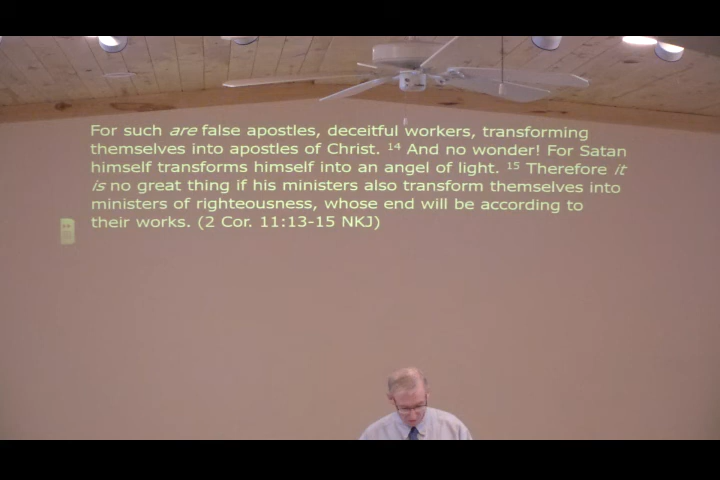 For such are false apostles, deceitful workers, transforming
themselves into apostles of Christ. 14 And no wonder! For Satan
himself transforms himself into an angel of light. 15 Therefore it
is no great thing if his ministers also transform themselves into
ministers of righteousness, whose end will be according to
their works. (2 Cor. 11:13-15 NKJ)